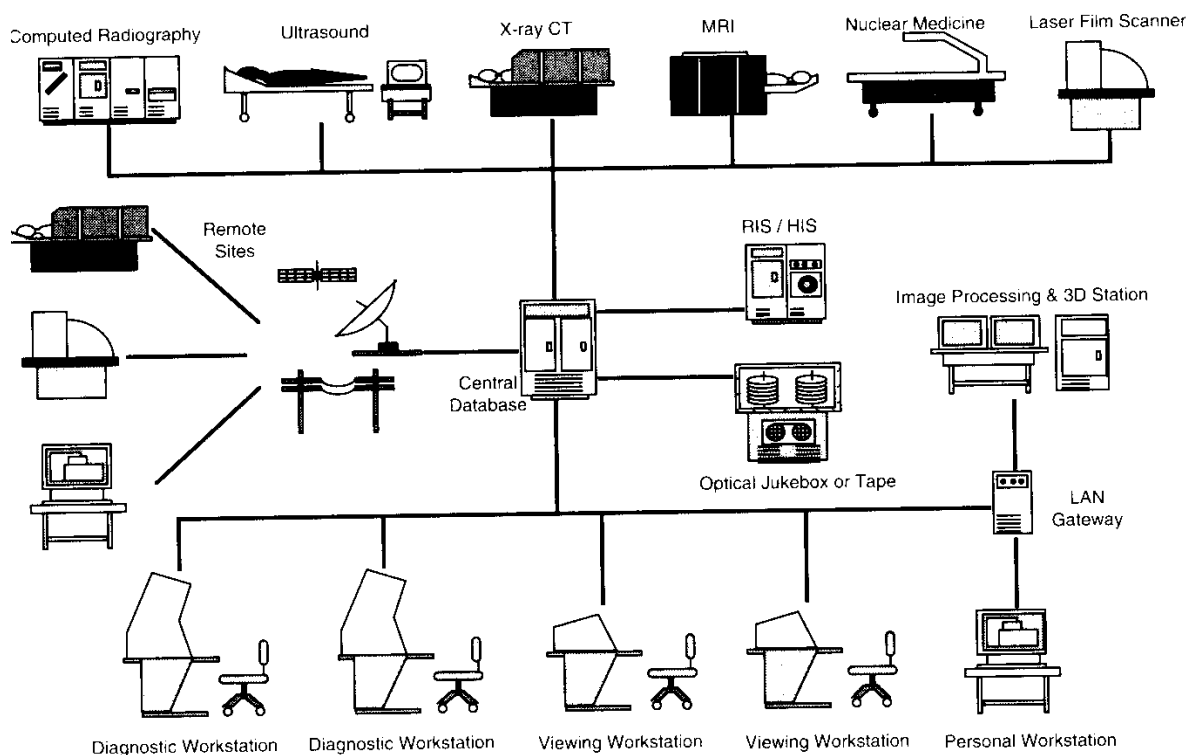 Computed Radiography
Ultrasound
X-ray CT
MRI
Nuclear Medicine
Laser Film Scanner
Remote
Sites
RIS / HIS
Image Processing & 3D Station
Central
Database
Optical Jukebox or Tape
LAN
Gateway
Diagnostic Workstation
Diagnostic Workstation
Viewing Workstation
Viewing Workstation
Personal Workstation